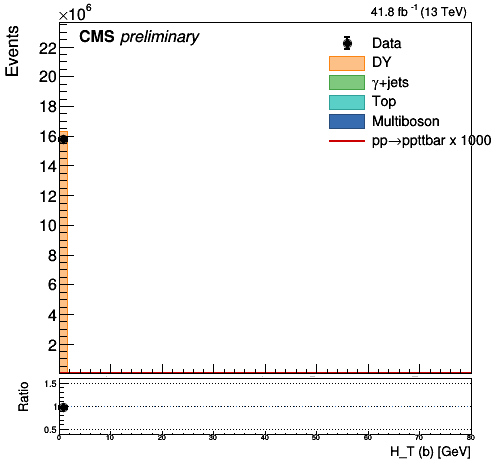 ×10⁶
41.8 fb⁻¹ (13 TeV)
Events
CMS preliminary
Data
DY
γ+jets
Top
Multiboson
pp→ppttbar x 1000
22
20
18
16
14
12
10
8
6
4
2
Ratio
1.5
1
0.5
0 10 20 30 40 50 60 70 80
H_T (b) [GeV]